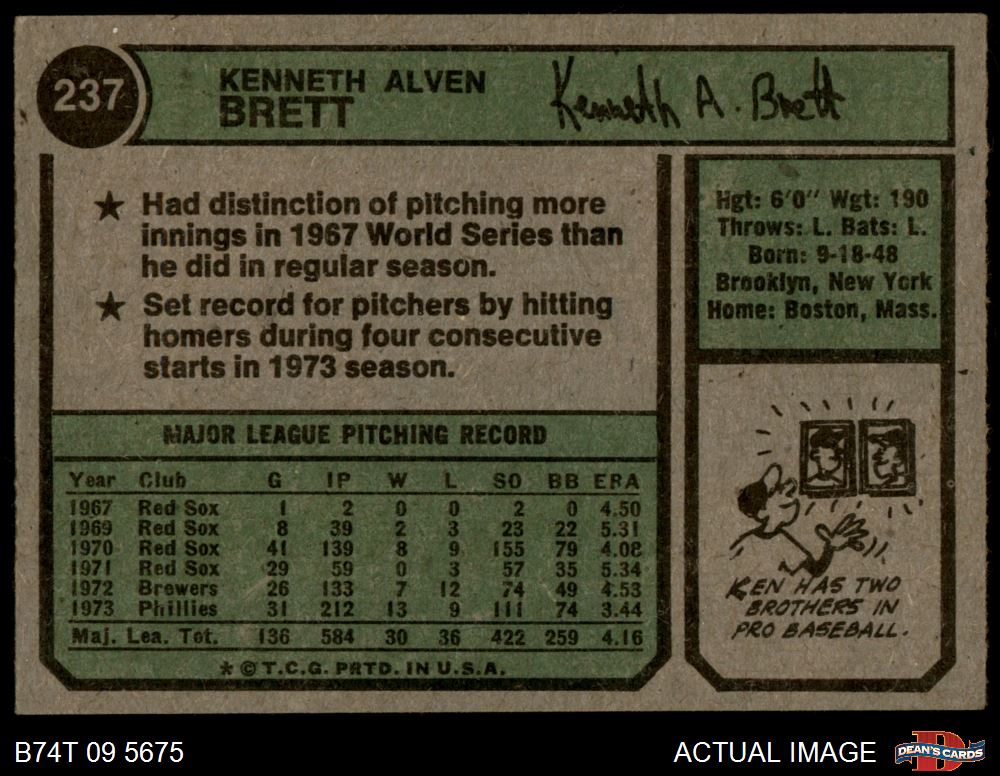 237
KENNETH ALVEN
BRETT
Kenneth A. Brett
★ Had distinction of pitching more
innings in 1967 World Series than
he did in regular season.
★ Set record for pitchers by hitting
homers during four consecutive
starts in 1973 season.
Hgt: 6'0" Wgt: 190
Throws: L. Bats: L.
Born: 9-18-48
Brooklyn, New York
Home: Boston, Mass.
MAJOR LEAGUE PITCHING RECORD
Year Club G IP W L SO BB ERA
1967 Red Sox 1 2 0 0 2 0 4.50
1969 Red Sox 8 39 2 3 23 22 5.31
1970 Red Sox 41 139 8 9 155 79 4.08
1971 Red Sox 29 59 0 3 57 35 5.34
1972 Brewers 26 133 7 12 74 49 4.53
1973 Phillies 31 212 13 9 111 74 3.44
Maj. Lea. Tot. 136 584 30 36 422 259 4.16
* © T.C.G. PRTD. IN U.S.A.
KEN HAS TWO
BROTHERS IN
PRO BASEBALL.
B74T 09 5675
ACTUAL IMAGE
DEAN'S CARDS